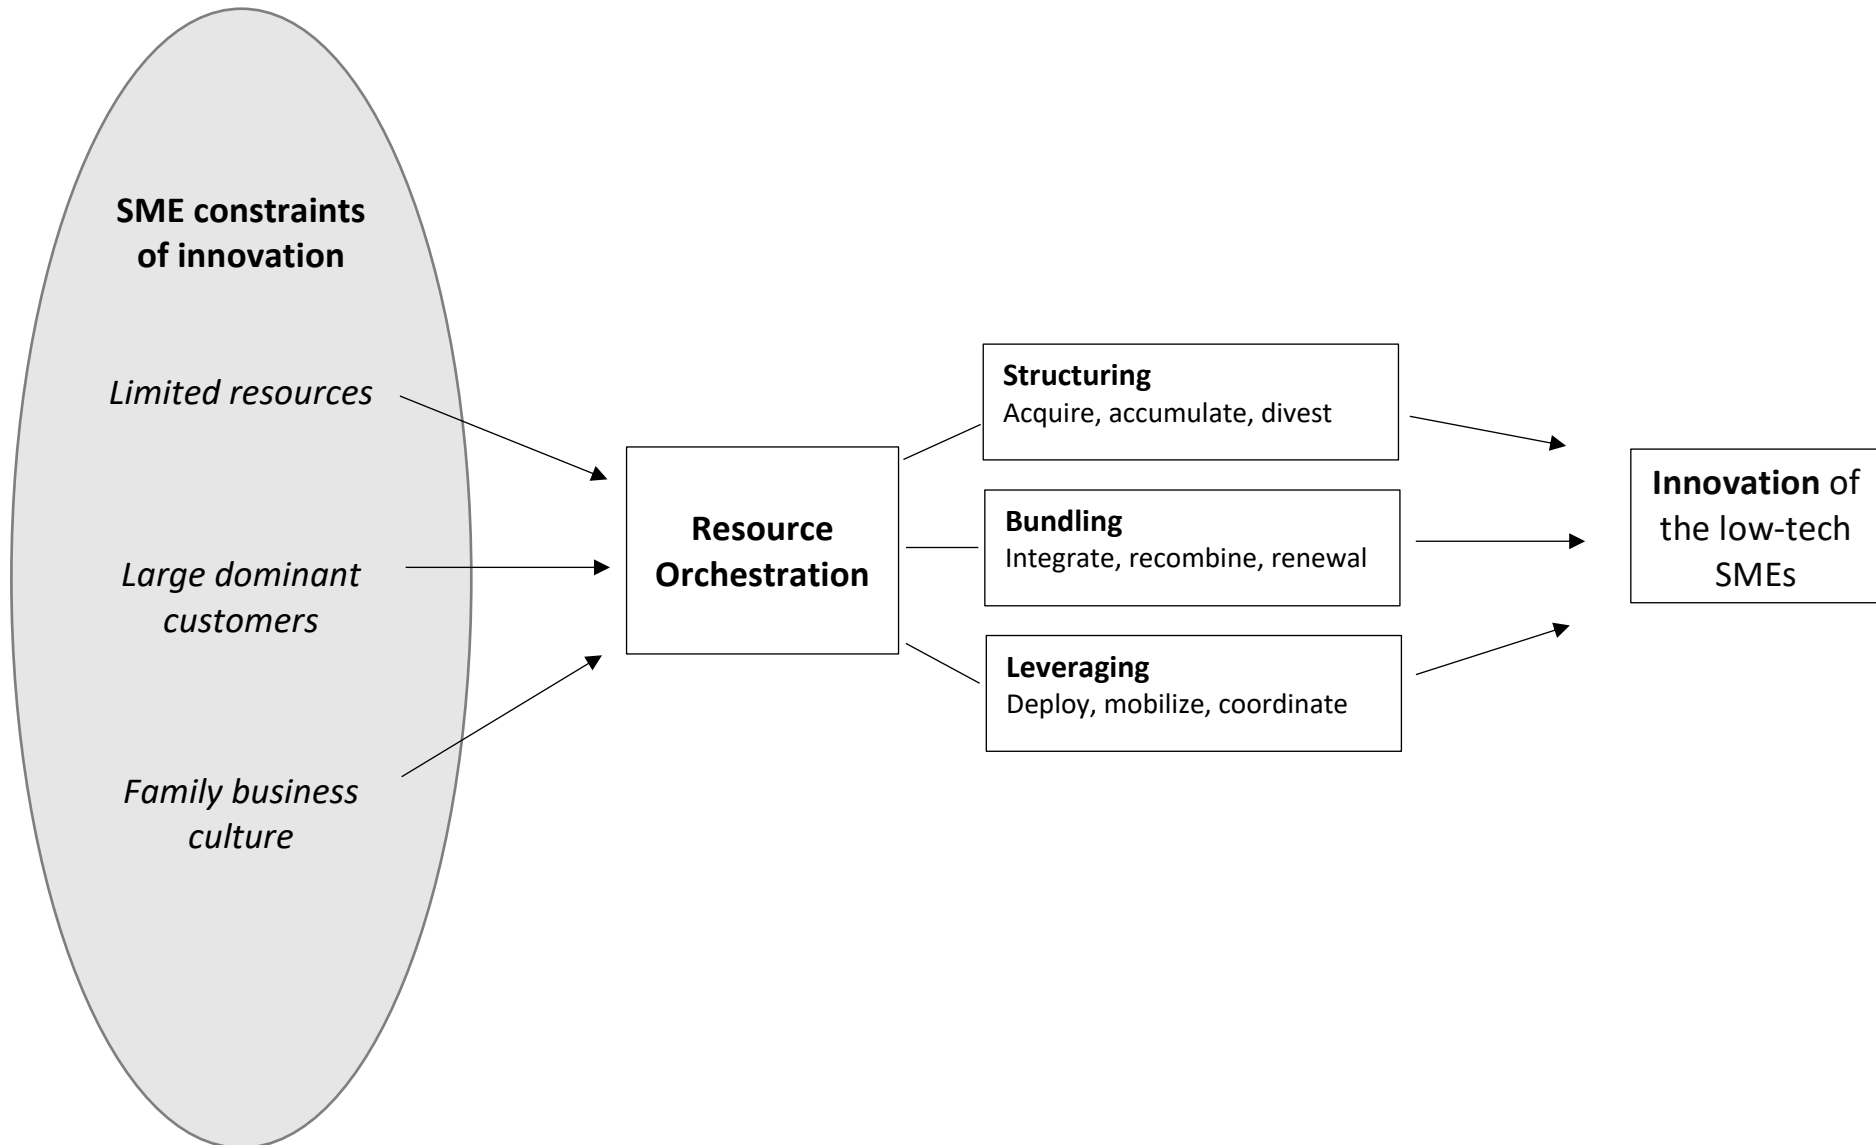 SME constraints
of innovation
Limited resources
Large dominant
customers
Family business
culture
Resource
Orchestration
Structuring
Acquire, accumulate, divest
Bundling
Integrate, recombine, renewal
Leveraging
Deploy, mobilize, coordinate
Innovation of
the low-tech
SMEs